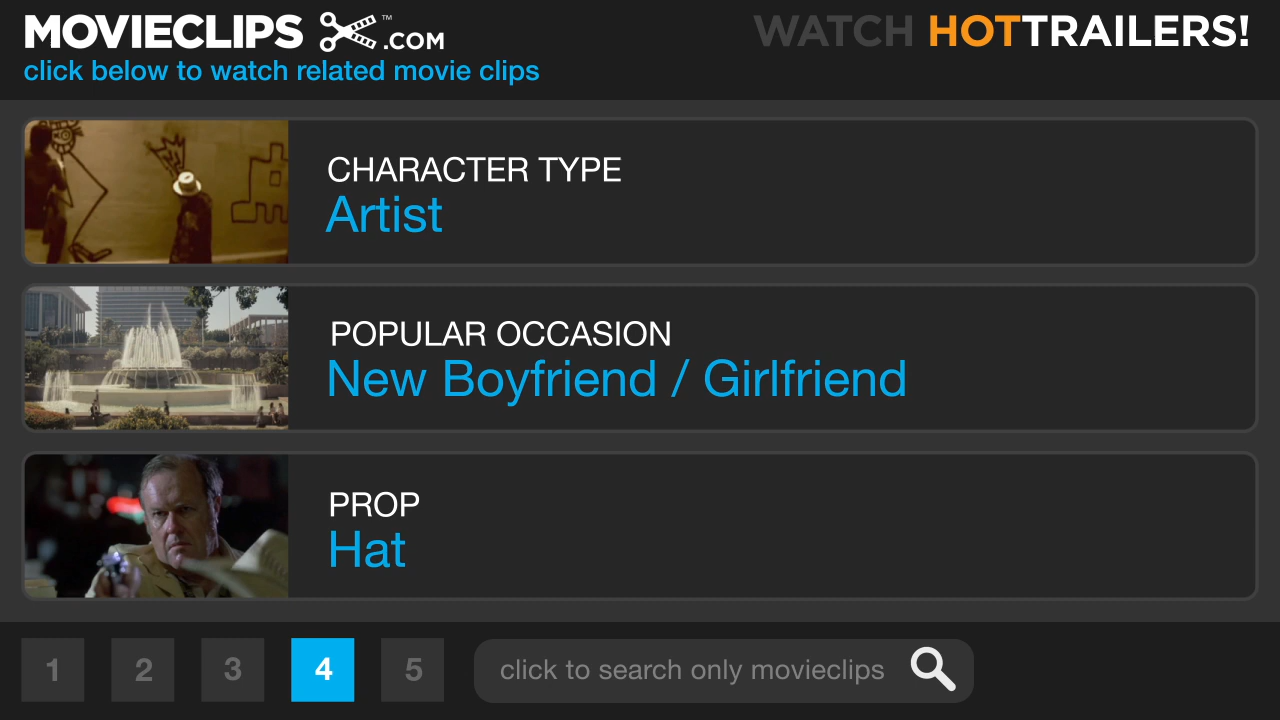 MOVIECLIPS ™ .COM
WATCH HOTTRAILERS!
click below to watch related movie clips
CHARACTER TYPE
Artist
POPULAR OCCASION
New Boyfriend / Girlfriend
PROP
Hat
1 2 3 4 5 click to search only movieclips